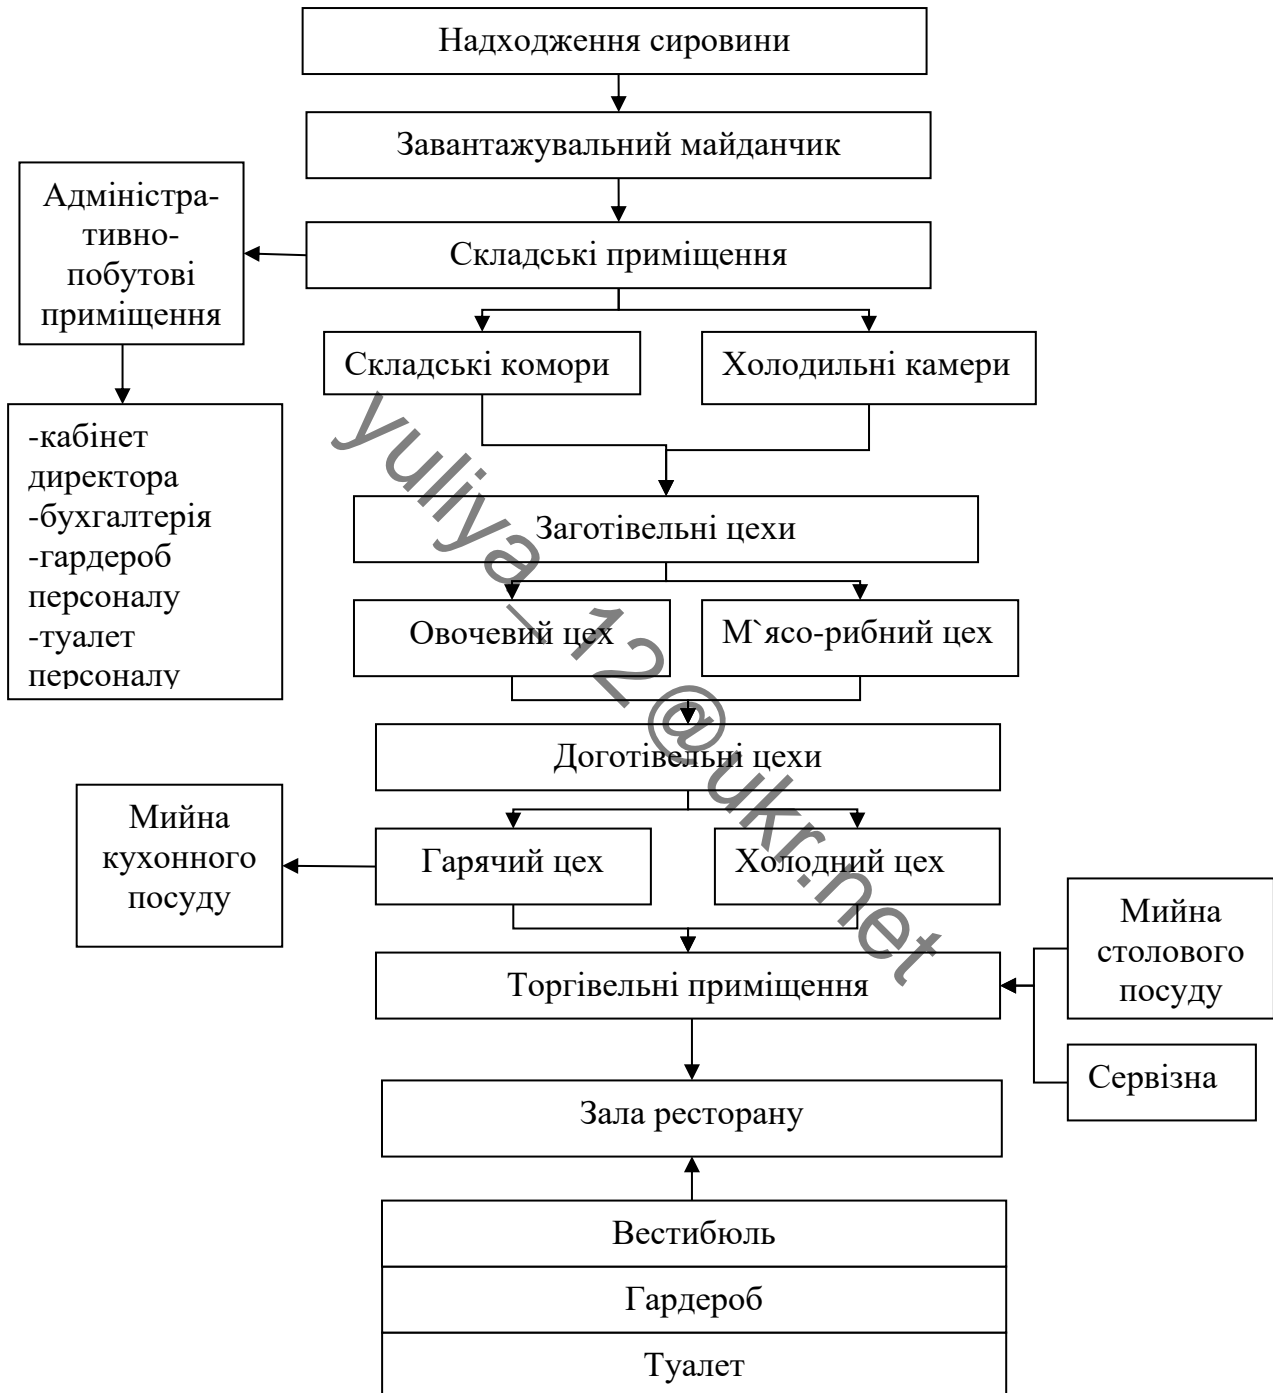 Надходження сировини
Завантажувальний майданчик
Адміністра-
тивно-
побутові
приміщення
Складські приміщення
Складські комори
Холодильні камери
-кабінет
директора
-бухгалтерія
-гардероб
персоналу
-туалет
персоналу
Заготівельні цехи
Овочевий цех
М`ясо-рибний цех
Доготівельні цехи
Мийна
кухонного
посуду
Гарячий цех
Холодний цех
Мийна
столового
посуду
Торгівельні приміщення
Сервізна
Зала ресторану
Вестибюль
Гардероб
Туалет
yuliya_12@ukr.net